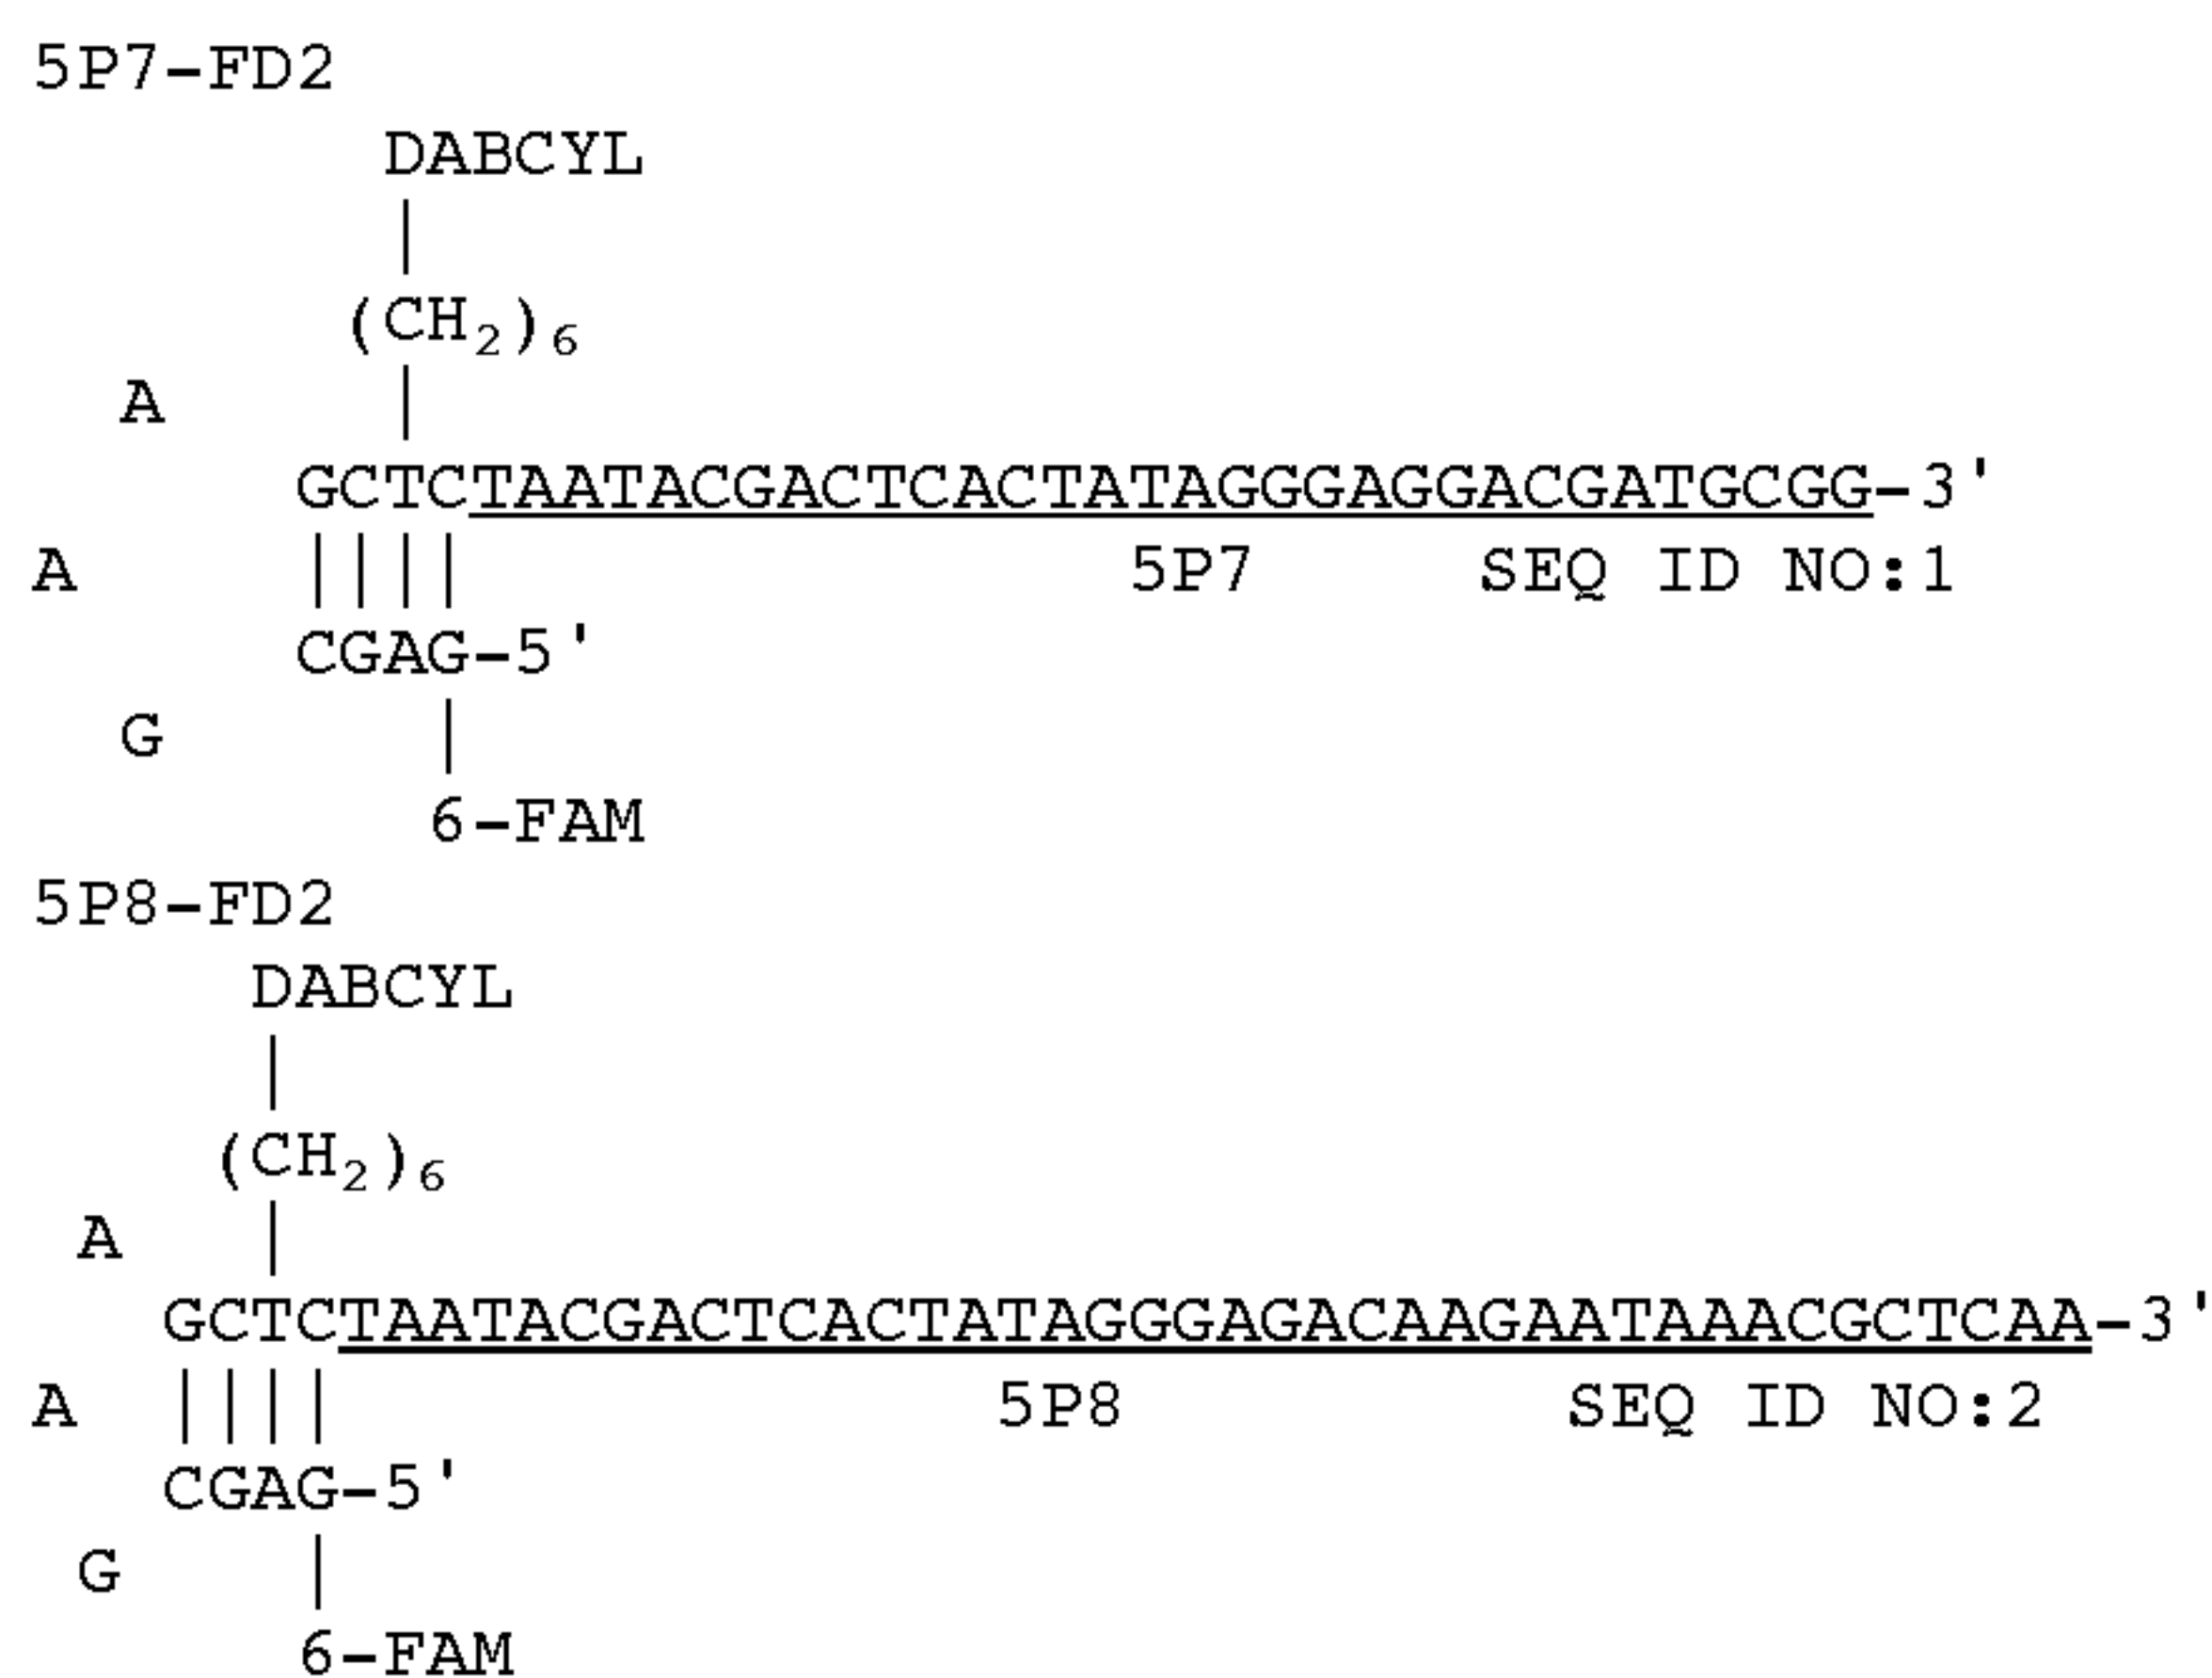 5P7-FD2
DABCYL
(CH₂)₆
A
GCTCTAATACGACTCACTATAGGGAGGACGATGCGG-3'
A 5P7 SEQ ID NO:1
CGAG-5'
G
6-FAM
5P8-FD2
DABCYL
(CH₂)₆
A
GCTCTAATACGACTCACTATAGGGAGACAAGAATAAACGCTCAA-3'
A 5P8 SEQ ID NO:2
CGAG-5'
G
6-FAM